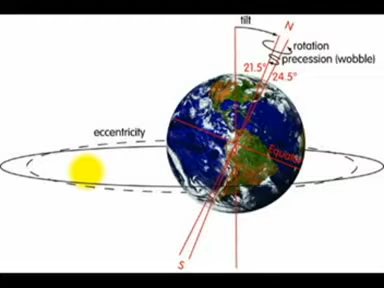 tilt
N
rotation
precession (wobble)
21.5°
24.5°
eccentricity
Equator
S